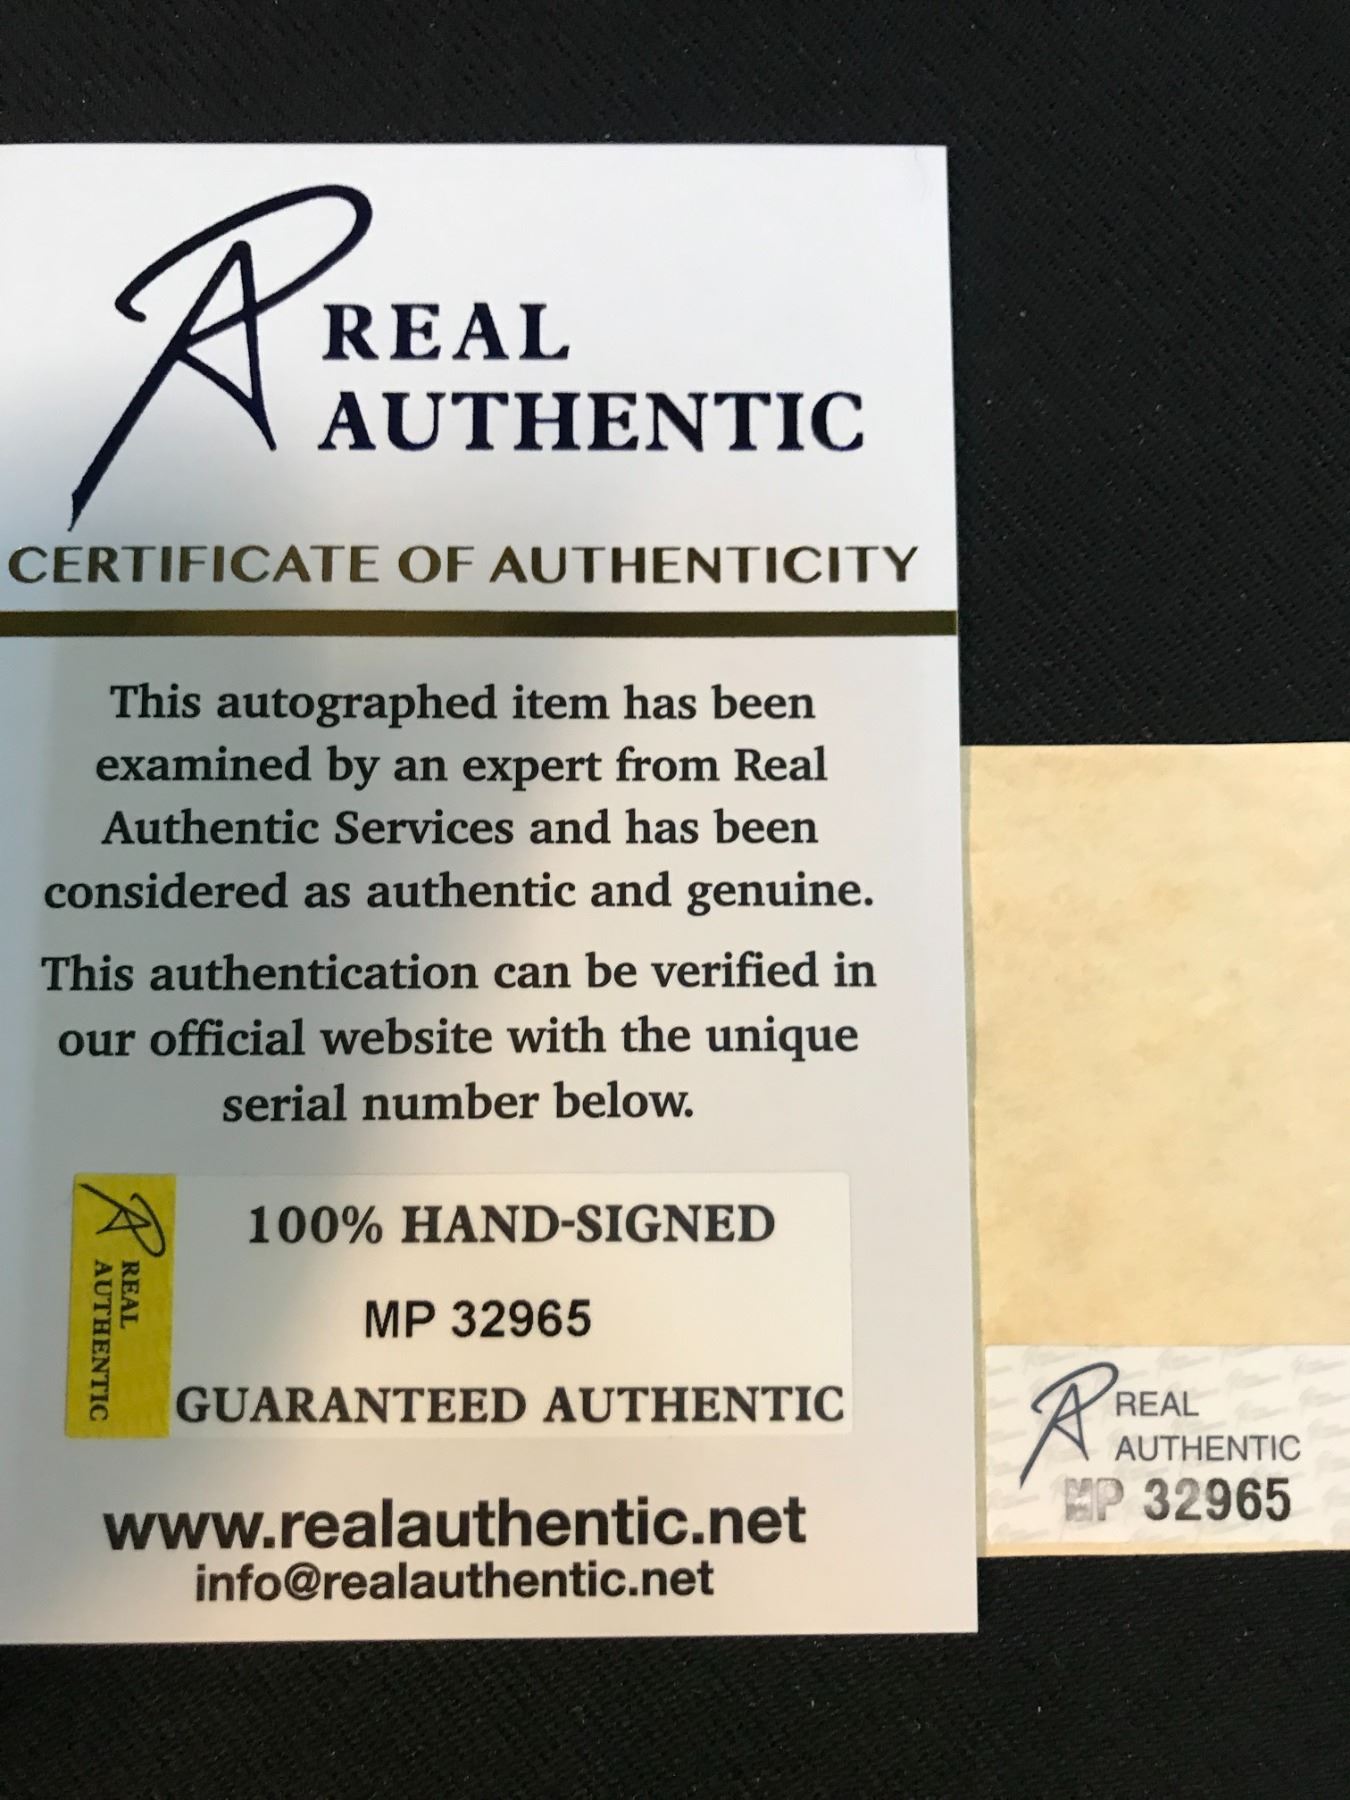 REAL
AUTHENTIC
CERTIFICATE OF AUTHENTICITY
This autographed item has been
examined by an expert from Real
Authentic Services and has been
considered as authentic and genuine.
This authentication can be verified in
our official website with the unique
serial number below.
REAL
AUTHENTIC
100% HAND-SIGNED
MP 32965
GUARANTEED AUTHENTIC
www.realauthentic.net
info@realauthentic.net
REAL
AUTHENTIC
MP 32965